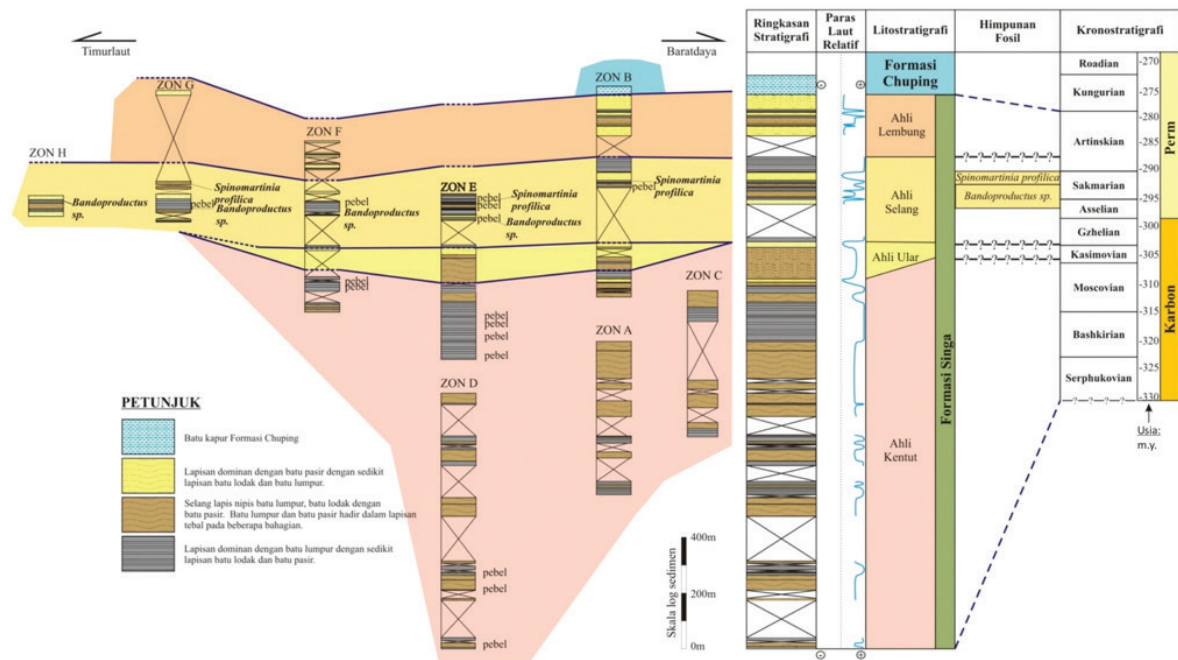 Timurlaut
Baratdaya
ZON G
ZON B
ZON F
ZON H
ZON E
Spinomartinia
profilica
pebel
Bandoproductus
sp.
Bandoproductus sp.
pebel
Bandoproductus
sp.
pebel
pebel
pebel
pebel
pebel
Spinomartinia
profilica
Bandoproductus
sp.
pebel
Spinomartinia
profilica
ZON C
pebel
pebel
pebel
pebel
ZON A
ZON D
pebel
pebel
pebel
PETUNJUK
Batu kapur Formasi Chuping
Lapisan dominan dengan batu pasir dengan sedikit
lapisan batu lodak dan batu lumpur.
Selang lapis nipis batu lumpur, batu lodak dengan
batu pasir. Batu lumpur dan batu pasir hadir dalam lapisan
tebal pada beberapa bahagian.
Lapisan dominan dengan batu lumpur dengan sedikit
lapisan batu lodak dan batu pasir.
Skala log sedimen
400m
200m
0m
Ringkasan
Stratigrafi
Paras
Laut
Relatif
Litostratigrafi
Himpunan
Fosil
Kronostratigrafi
- +
Formasi
Chuping
Ahli
Lembung
Ahli
Selang
Ahli Ular
Ahli
Kentut
Formasi Singa
- +
-?- -?- -?- -?- -?-
Spinomartinia profilica
Bandoproductus sp.
-?- -?- -?- -?- -?-
-?- -?- -?- -?- -?-
Roadian
Kungurian
Artinskian
Sakmarian
Asselian
Gzhelian
Kasimovian
Moscovian
Bashkirian
Serphukovian
-?- -?- -?- -?-
-270
-275
-280
-285
-290
-295
-300
-305
-310
-315
-320
-325
-330
Perm
Karbon
Usia:
m.y.